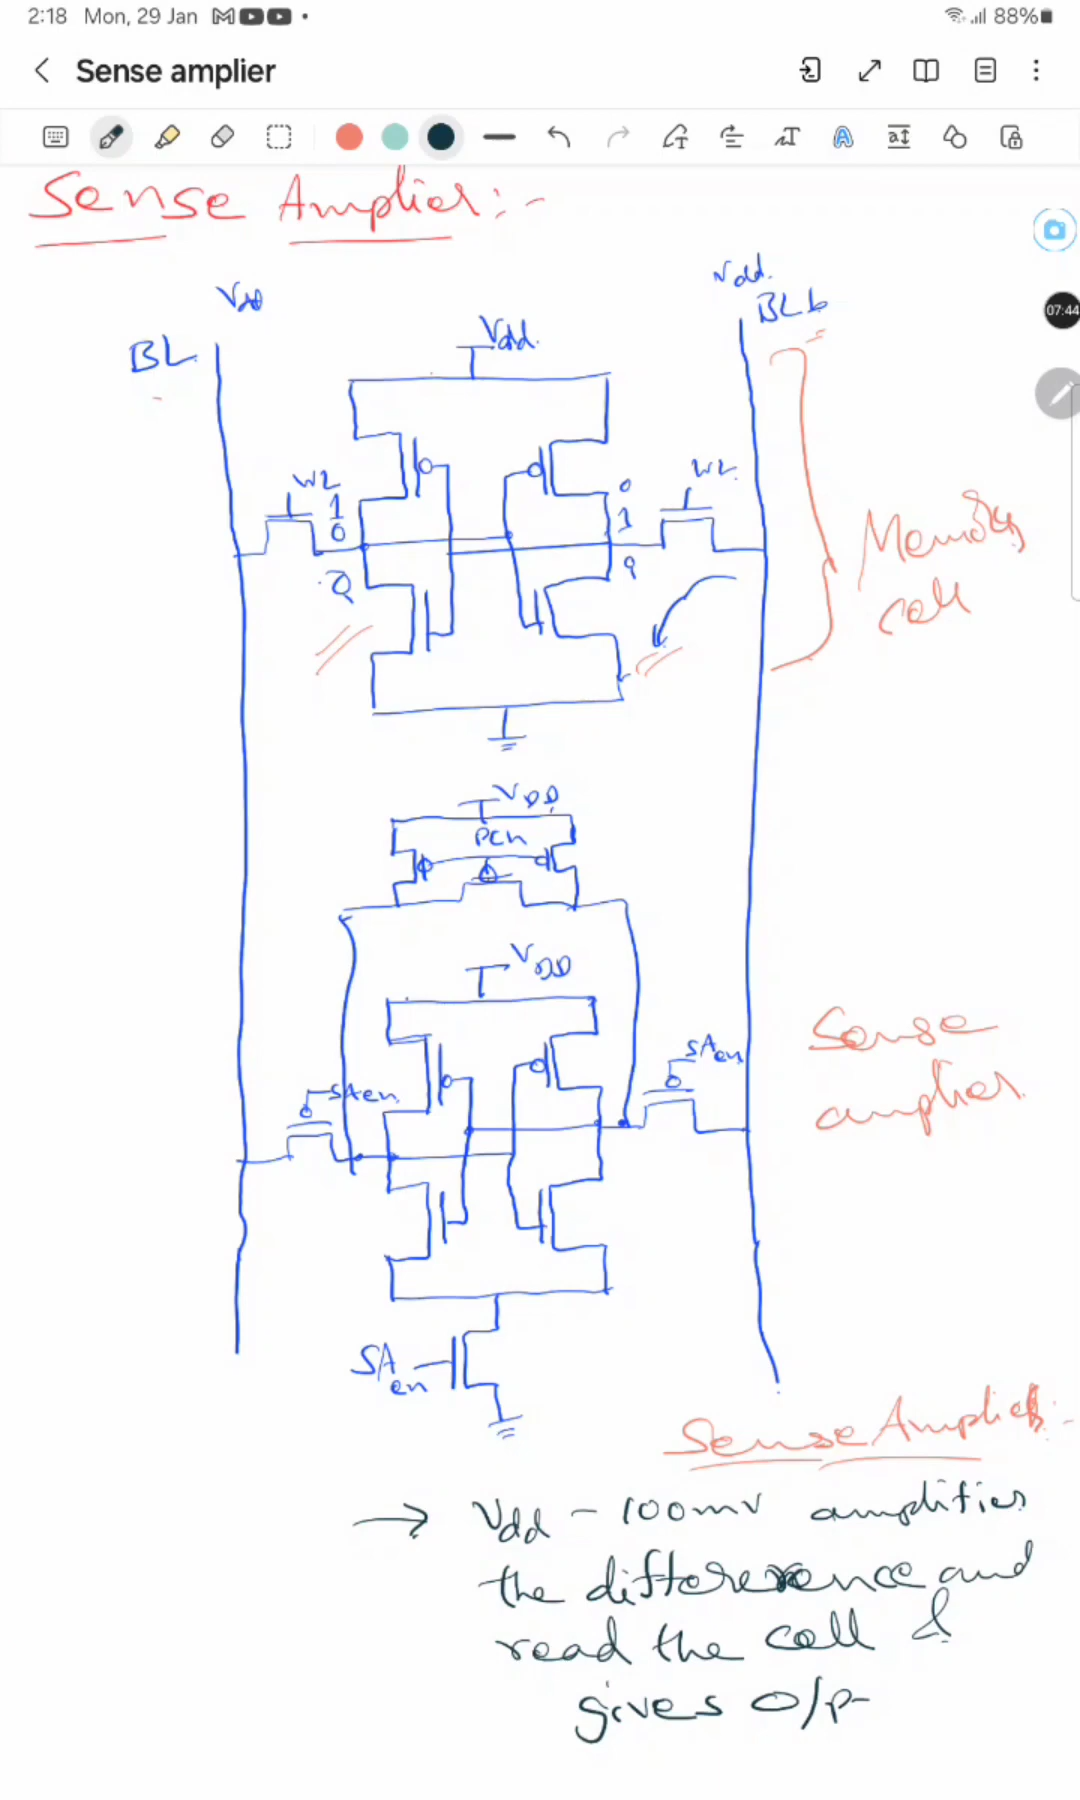 2:18 Mon, 29 Jan
88%
Sense amplier
Sense Amplier:-
07:44
Vdd
Vdd.
BL
BLb
Vdd.
WL
WL
1
0
0
1
Q
Memory
cell
VDD
PCh
VDD
SAen
SAen
Sense
amplier
SAen
Sense Amplier:-
→ Vdd - 100mv amplifies
the difference and
read the cell &
gives o/p